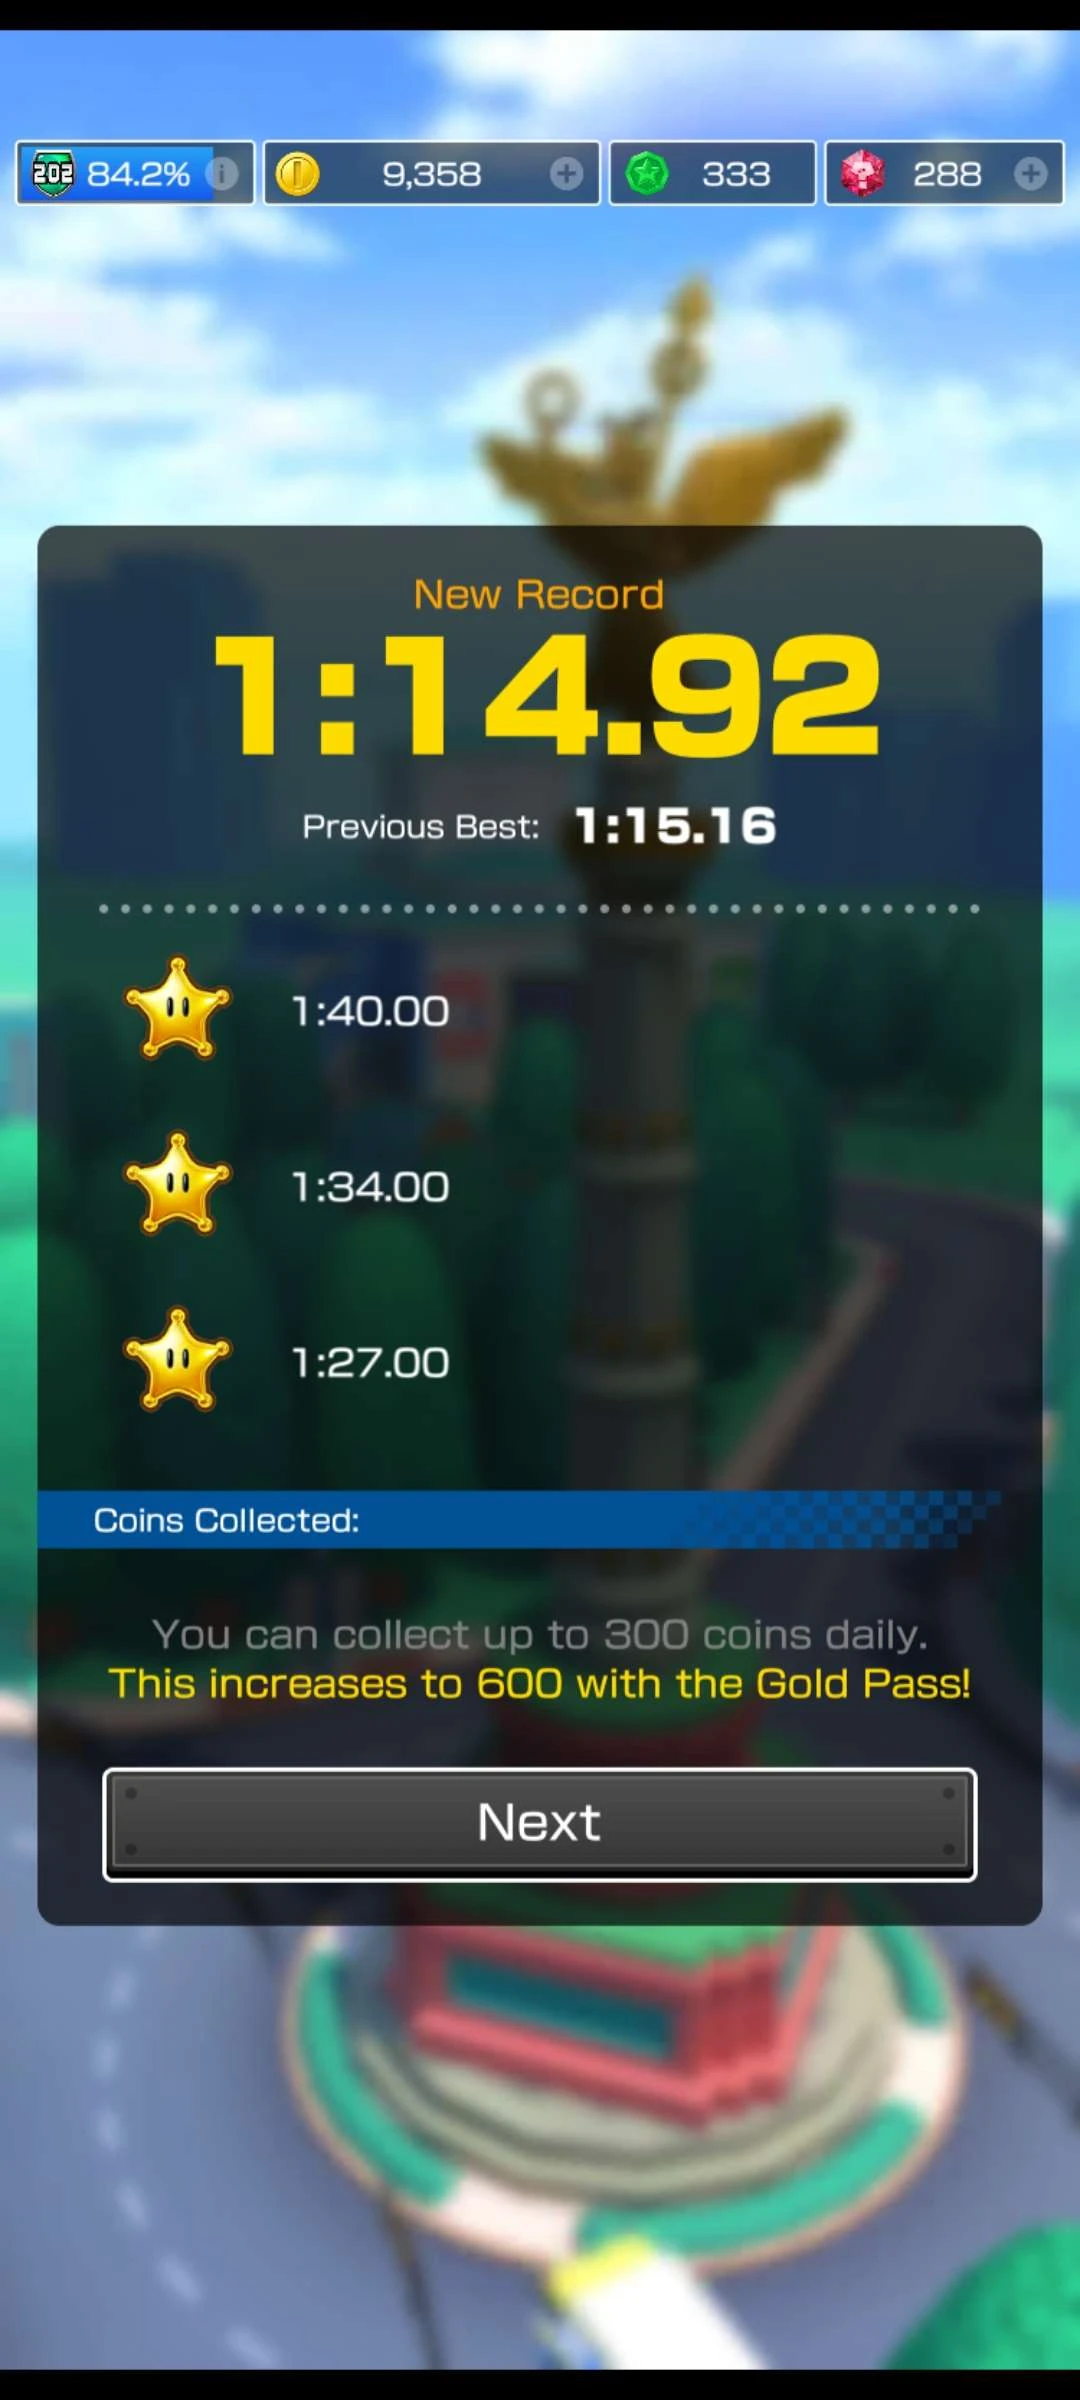 202 84.2% 9,358 333 288
New Record
1:14.92
Previous Best: 1:15.16
1:40.00
1:34.00
1:27.00
Coins Collected:
You can collect up to 300 coins daily.
This increases to 600 with the Gold Pass!
Next